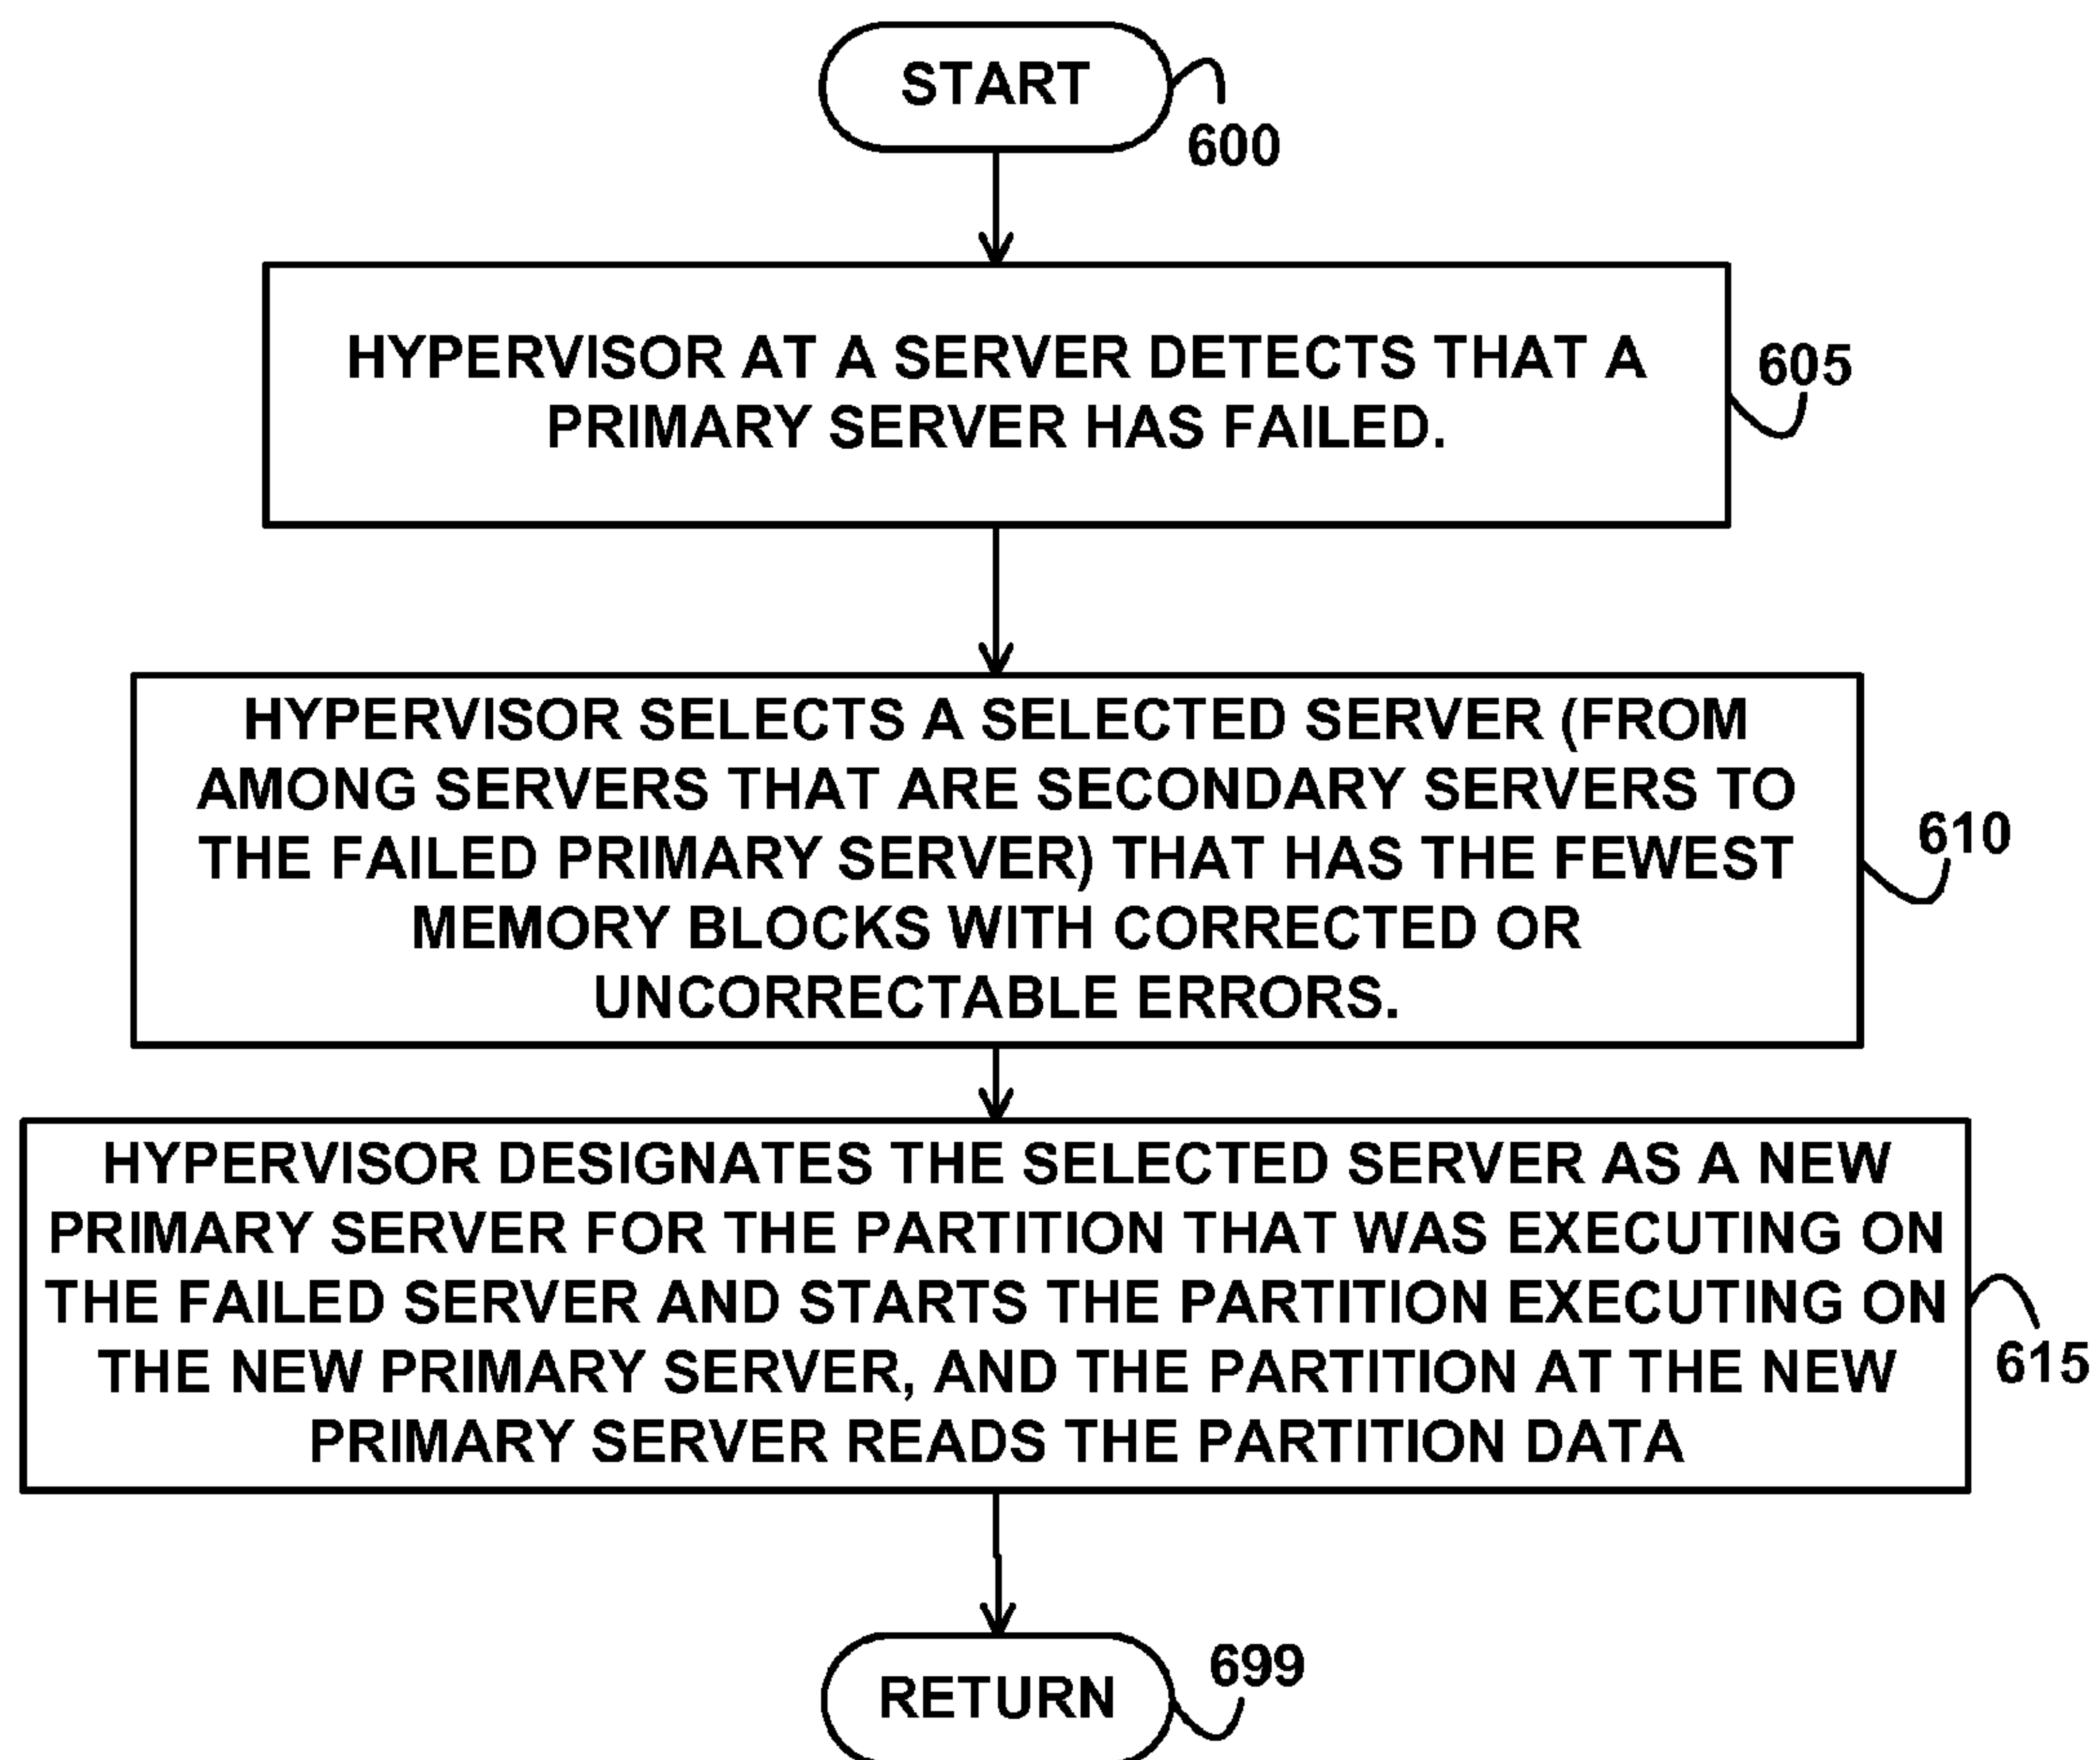 START
600
HYPERVISOR AT A SERVER DETECTS THAT A
PRIMARY SERVER HAS FAILED.
605
HYPERVISOR SELECTS A SELECTED SERVER (FROM
AMONG SERVERS THAT ARE SECONDARY SERVERS TO
THE FAILED PRIMARY SERVER) THAT HAS THE FEWEST
MEMORY BLOCKS WITH CORRECTED OR
UNCORRECTABLE ERRORS.
610
HYPERVISOR DESIGNATES THE SELECTED SERVER AS A NEW
PRIMARY SERVER FOR THE PARTITION THAT WAS EXECUTING ON
THE FAILED SERVER AND STARTS THE PARTITION EXECUTING ON
THE NEW PRIMARY SERVER, AND THE PARTITION AT THE NEW
PRIMARY SERVER READS THE PARTITION DATA
615
RETURN
699